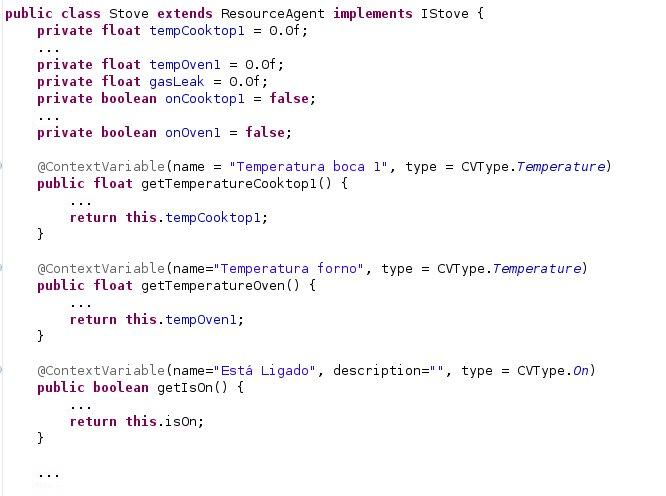 public class Stove extends ResourceAgent implements IStove {
private float tempCooktop1 = 0.0f;
...
private float tempOven1 = 0.0f;
private float gasLeak = 0.0f;
private boolean onCooktop1 = false;
...
private boolean onOven1 = false;
@ContextVariable(name = "Temperatura boca 1", type = CVType.Temperature)
public float getTemperatureCooktop1() {
...
return this.tempCooktop1;
}
@ContextVariable(name="Temperatura forno", type = CVType.Temperature)
public float getTemperatureOven() {
...
return this.tempOven1;
}
@ContextVariable(name="Está Ligado", description="", type = CVType.On)
public boolean getIsOn() {
...
return this.isOn;
}
...